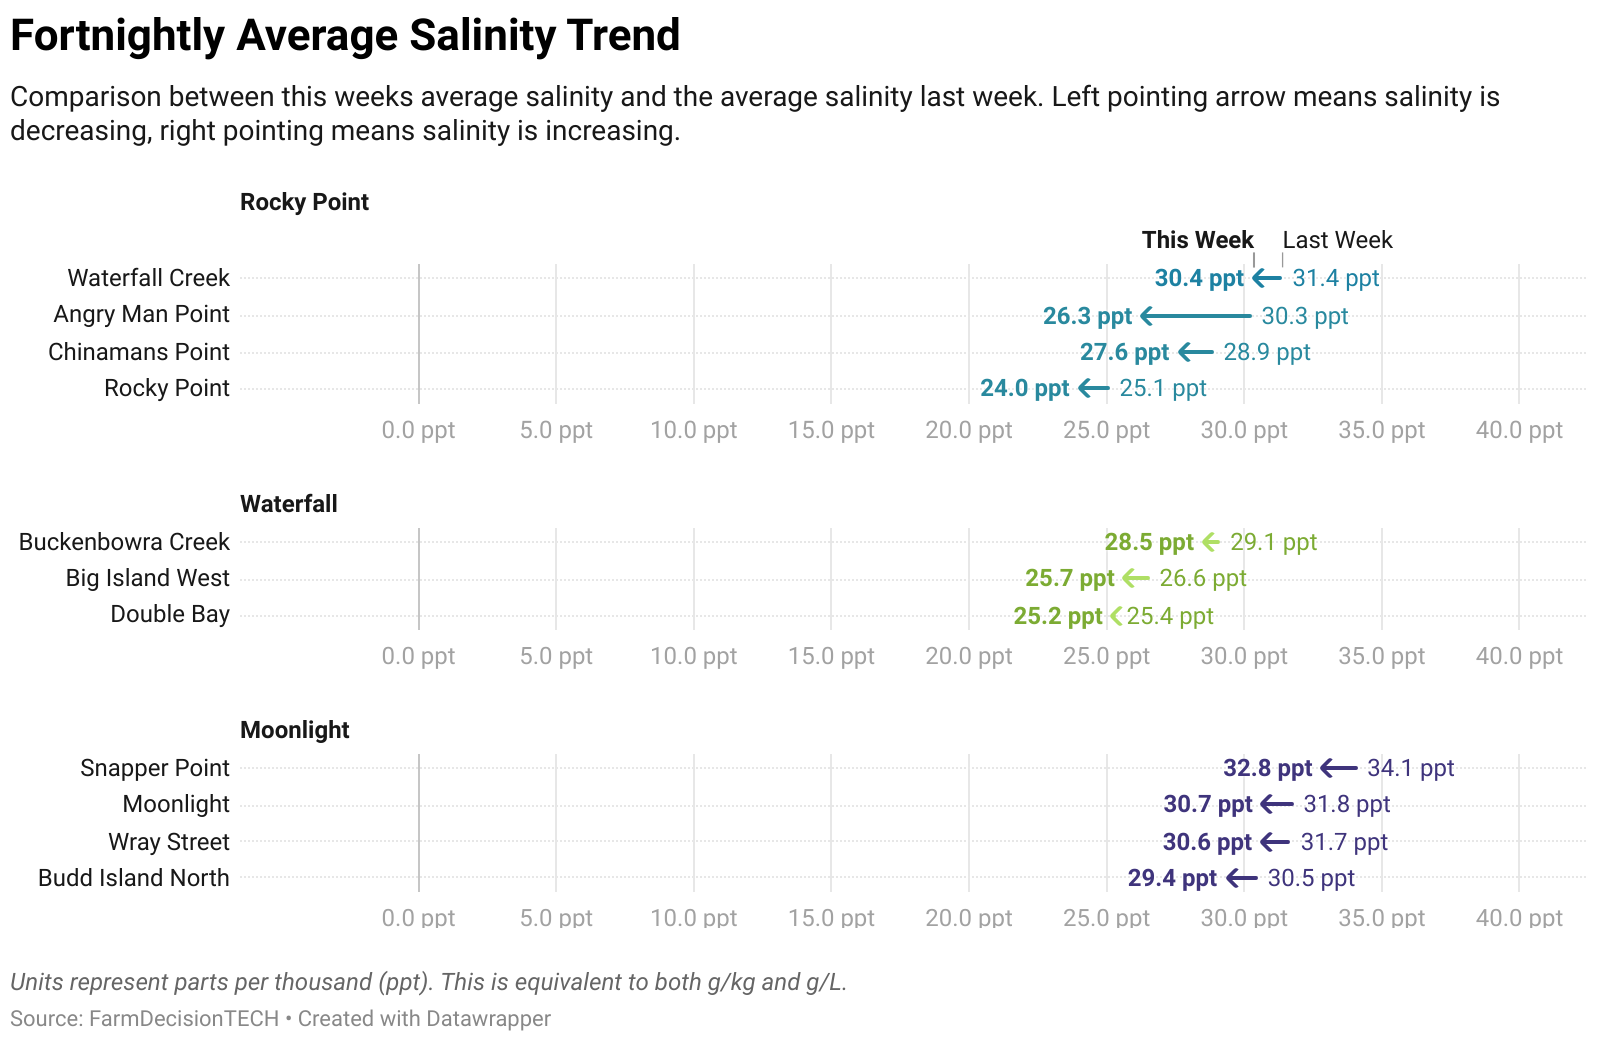 Fortnightly Average Salinity Trend
Comparison between this weeks average salinity and the average salinity last week. Left pointing arrow means salinity is
decreasing, right pointing means salinity is increasing.
Rocky Point
This Week Last Week
Waterfall Creek 30.4 ppt 31.4 ppt
Angry Man Point 26.3 ppt 30.3 ppt
Chinamans Point 27.6 ppt 28.9 ppt
Rocky Point 24.0 ppt 25.1 ppt
0.0 ppt 5.0 ppt 10.0 ppt 15.0 ppt 20.0 ppt 25.0 ppt 30.0 ppt 35.0 ppt 40.0 ppt
Waterfall
Buckenbowra Creek 28.5 ppt 29.1 ppt
Big Island West 25.7 ppt 26.6 ppt
Double Bay 25.2 ppt 25.4 ppt
0.0 ppt 5.0 ppt 10.0 ppt 15.0 ppt 20.0 ppt 25.0 ppt 30.0 ppt 35.0 ppt 40.0 ppt
Moonlight
Snapper Point 32.8 ppt 34.1 ppt
Moonlight 30.7 ppt 31.8 ppt
Wray Street 30.6 ppt 31.7 ppt
Budd Island North 29.4 ppt 30.5 ppt
0.0 ppt 5.0 ppt 10.0 ppt 15.0 ppt 20.0 ppt 25.0 ppt 30.0 ppt 35.0 ppt 40.0 ppt
Units represent parts per thousand (ppt). This is equivalent to both g/kg and g/L.
Source: FarmDecisionTECH • Created with Datawrapper